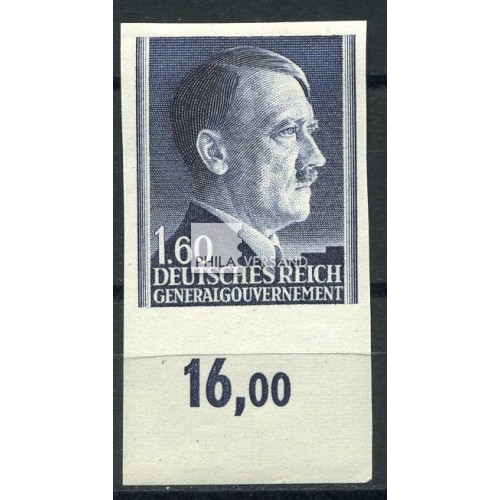 1.60
PHILA VERSAND
DEUTSCHES REICH
GENERALGOUVERNEMENT
16,00